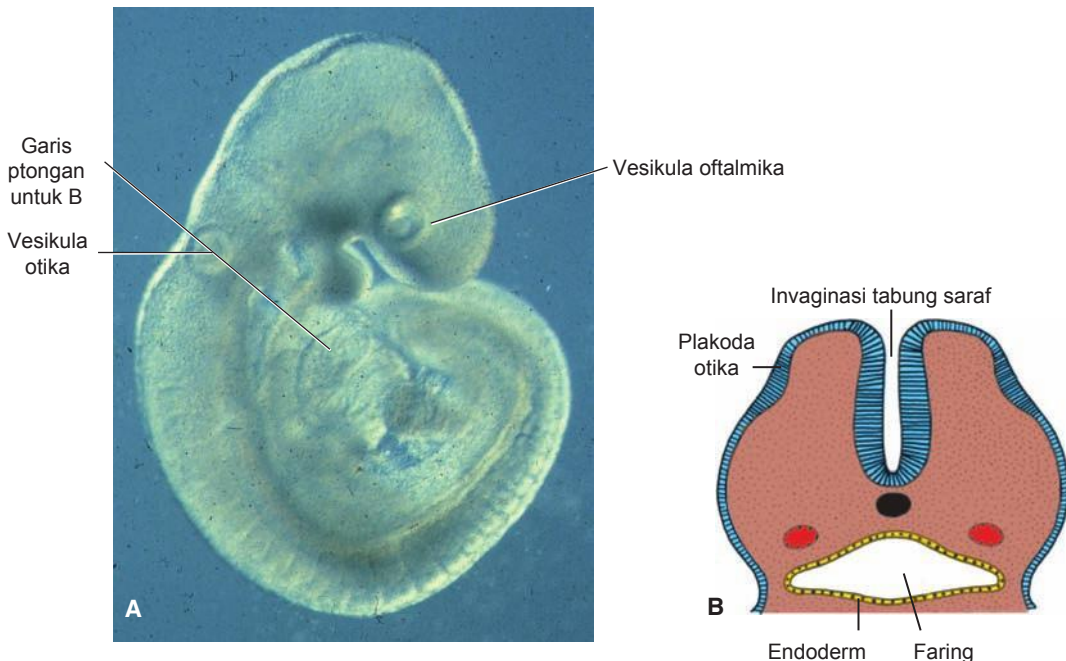 Garis
ptongan
untuk B
Vesikula
otika
Vesikula oftalmika
A
Invaginasi tabung saraf
Plakoda
otika
B
Endoderm
Faring